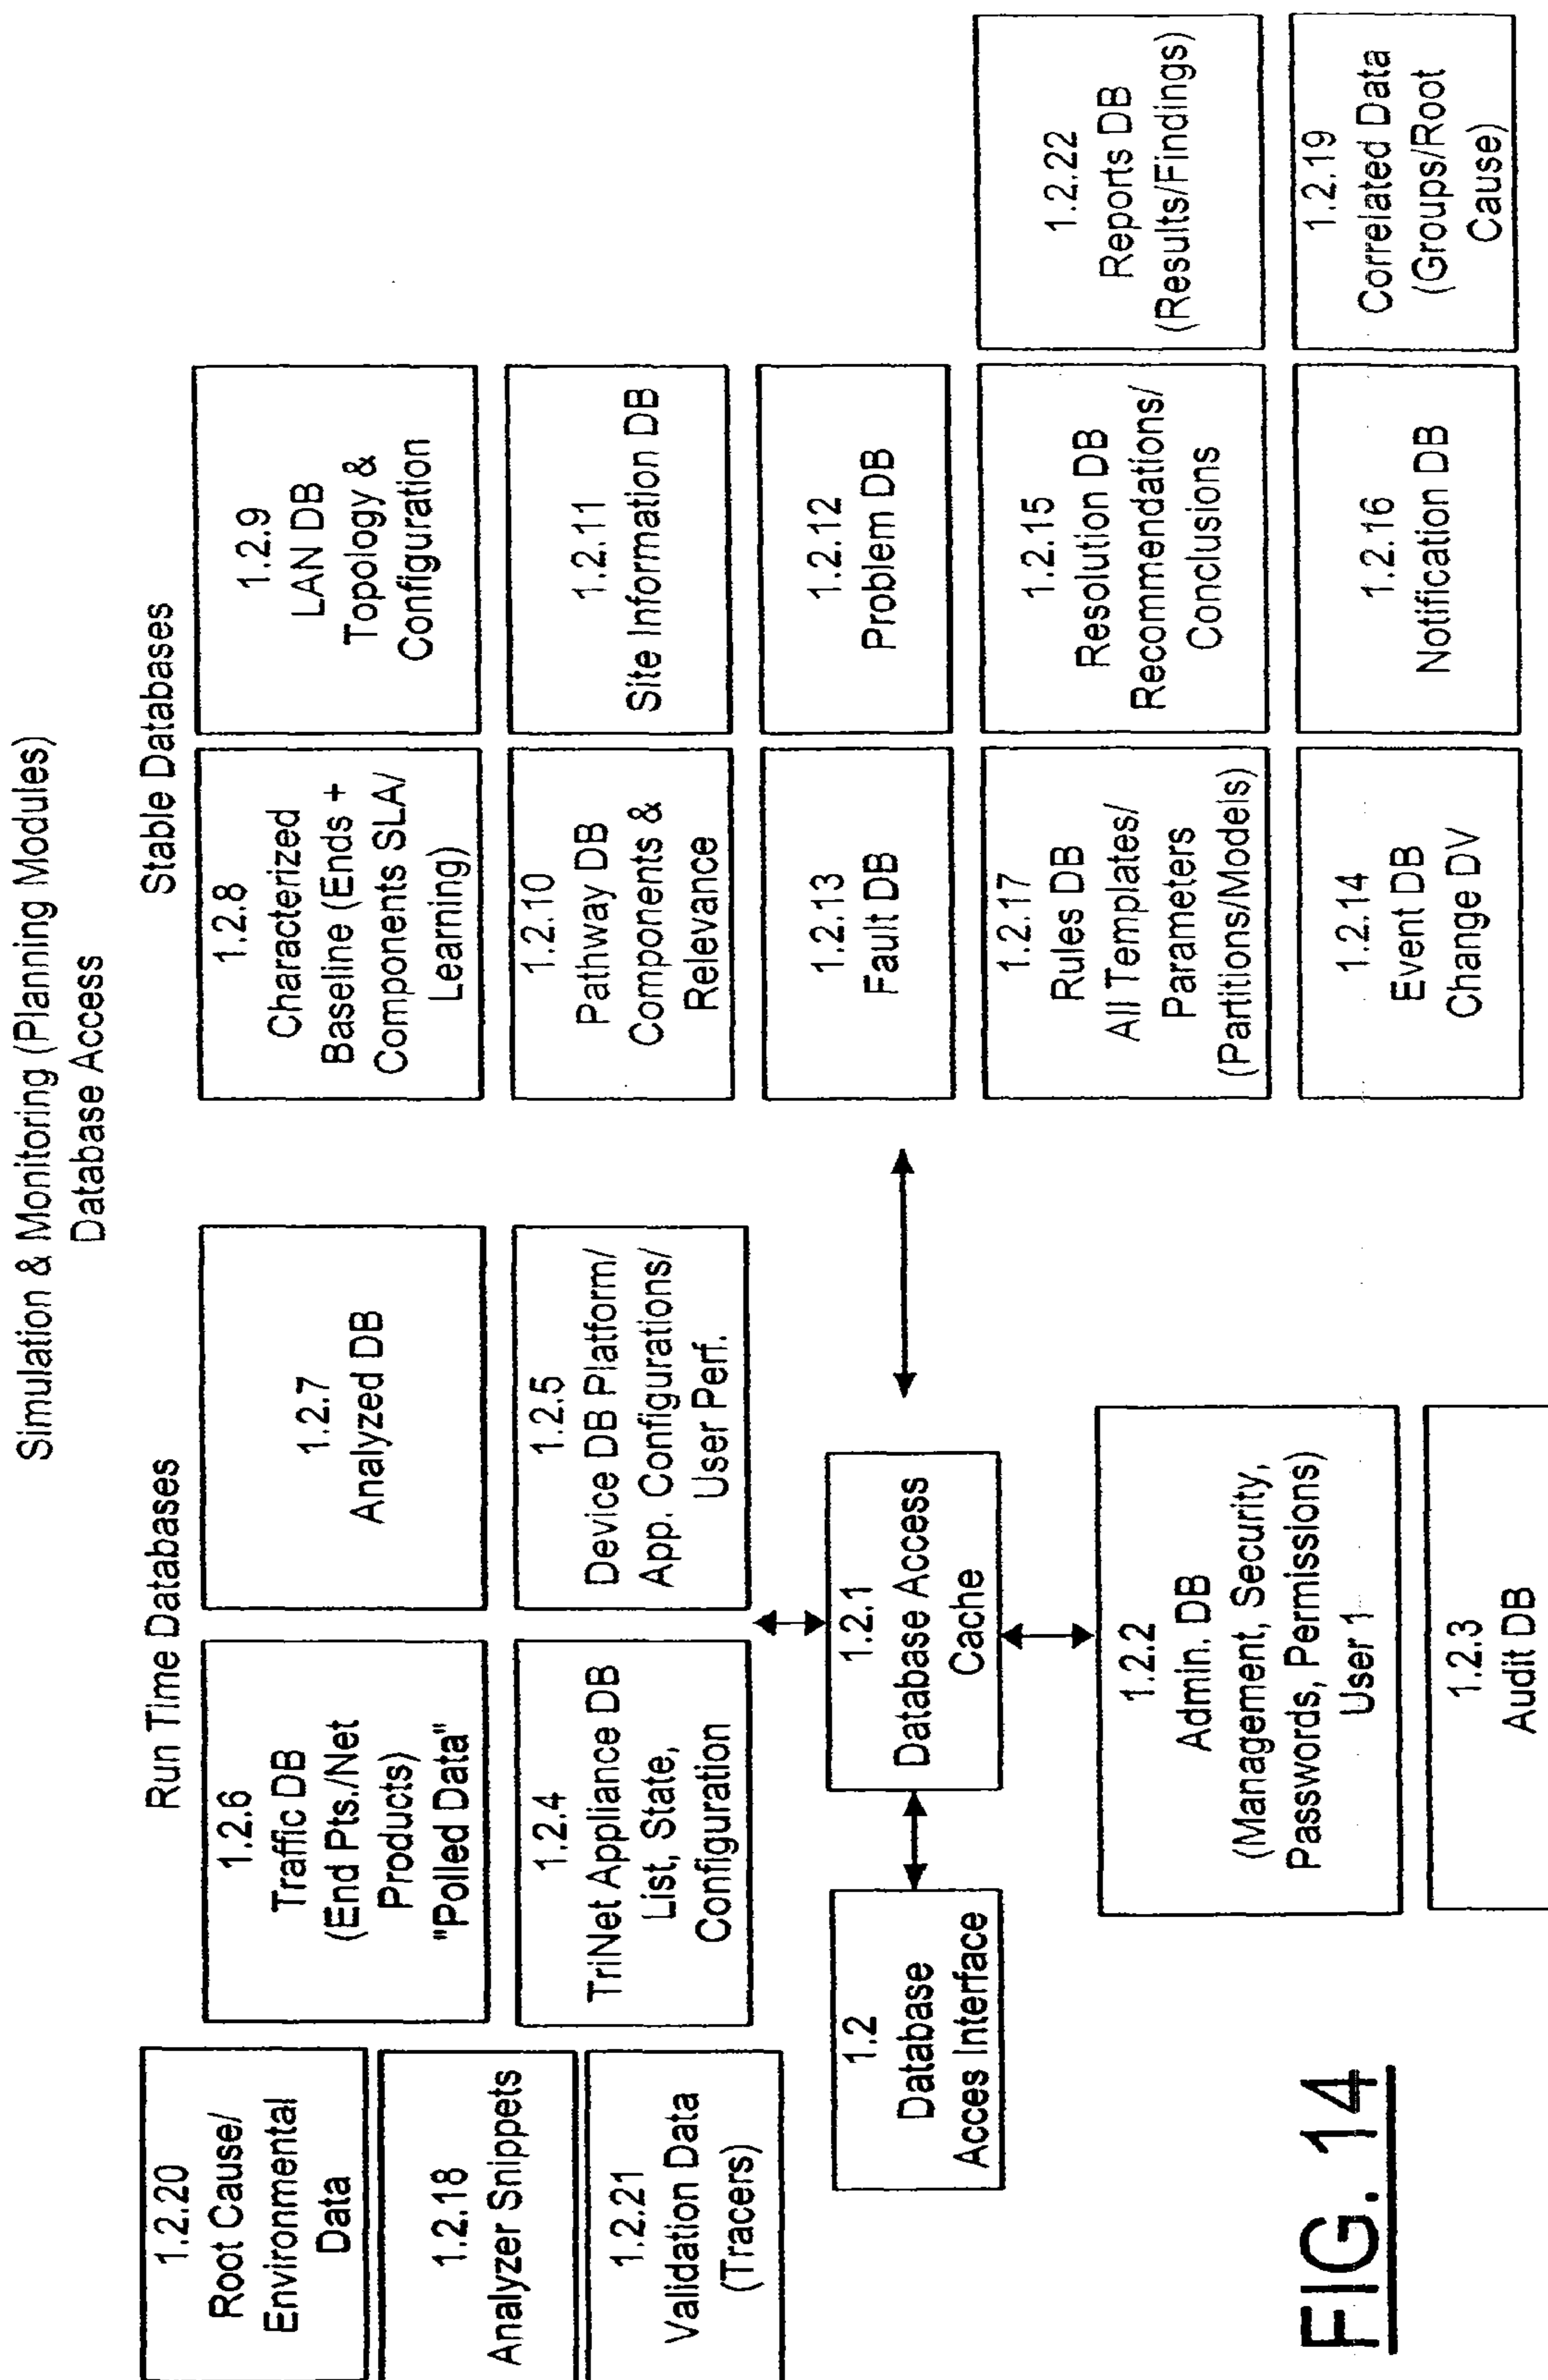 Simulation & Monitoring (Planning Modules)
Database Access
Run Time Databases
Stable Databases
1.2.20
Root Cause/
Environmental
Data
1.2.18
Analyzer Snippets
1.2.21
Validation Data
(Tracers)
1.2.6
Traffic DB
(End Pts./Net
Products)
"Polled Data"
1.2.7
Analyzed DB
1.2.4
TriNet Appliance DB
List, State,
Configuration
1.2.5
Device DB Platform/
App. Configurations/
User Perf.
1.2
Database
Acces Interface
1.2.1
Database Access
Cache
1.2.2
Admin. DB
(Management, Security,
Passwords, Permissions)
User 1
1.2.3
Audit DB
1.2.8
Characterized
Baseline (Ends +
Components SLA/
Learning)
1.2.9
LAN DB
Topology &
Configuration
1.2.10
Pathway DB
Components &
Relevance
1.2.11
Site Information DB
1.2.13
Fault DB
1.2.12
Problem DB
1.2.17
Rules DB
All Templates/
Parameters
(Partitions/Models)
1.2.15
Resolution DB
Recommendations/
Conclusions
1.2.22
Reports DB
(Results/Findings)
1.2.14
Event DB
Change DV
1.2.16
Notification DB
1.2.19
Correlated Data
(Groups/Root
Cause)
FIG. 14